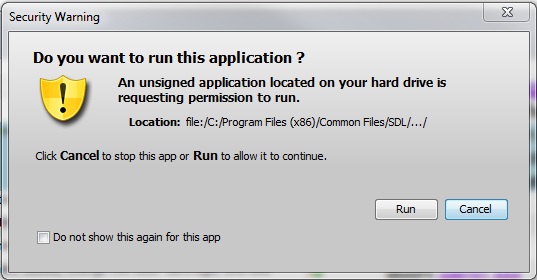 Security Warning
Do you want to run this application ?
An unsigned application located on your hard drive is
requesting permission to run.
Location: file:/C:/Program Files (x86)/Common Files/SDL/.../
Click Cancel to stop this app or Run to allow it to continue.
Run Cancel
Do not show this again for this app